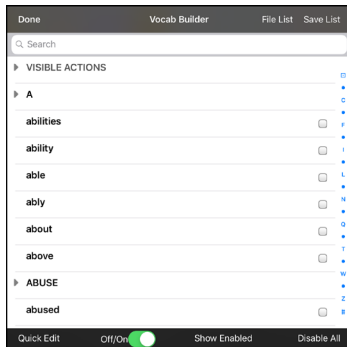 Done Vocab Builder File List Save List
Search
VISIBLE ACTIONS
A
abilities
ability
able
ably
about
above
ABUSE
abused
C
F
I
L
N
Q
T
W
Z
#
Quick Edit Off/On Show Enabled Disable All